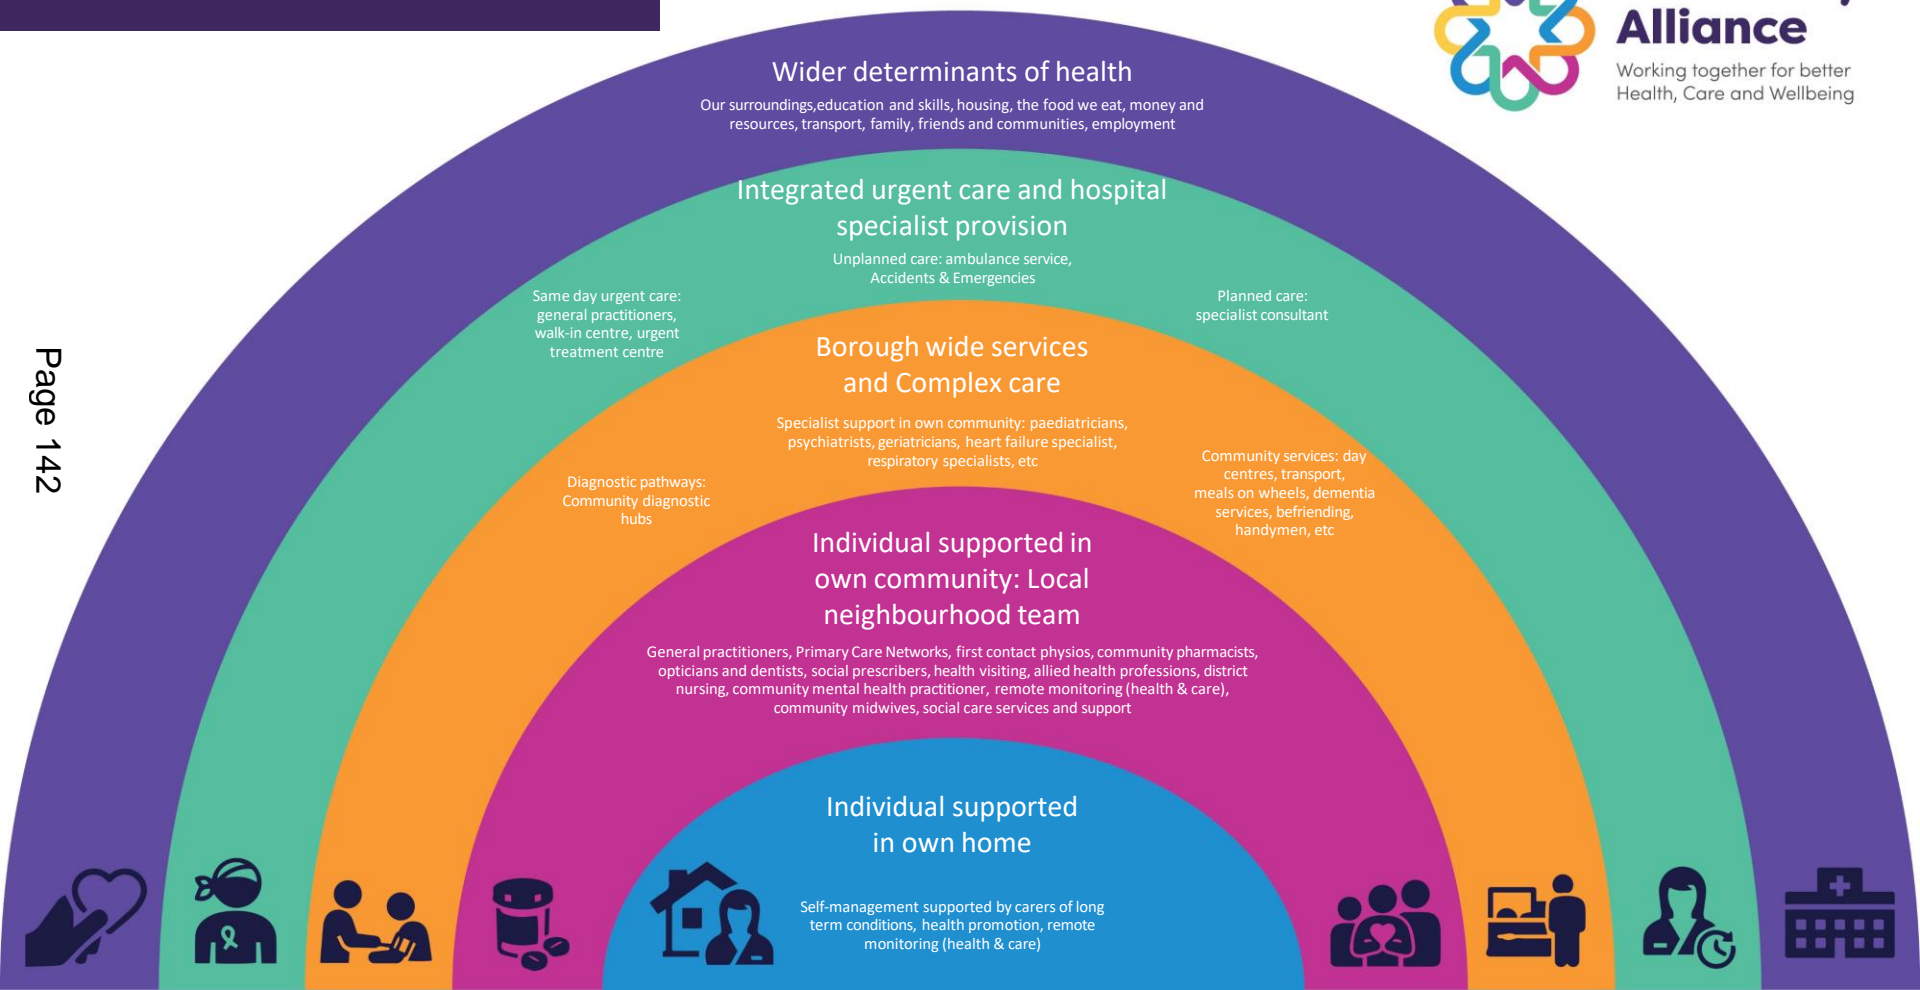 Alliance
Working together for better
Health, Care and Wellbeing
Wider determinants of health
Our surroundings,education and skills, housing, the food we eat, money and
resources, transport, family, friends and communities, employment
Integrated urgent care and hospital
specialist provision
Unplanned care: ambulance service,
Accidents & Emergencies
Same day urgent care:
general practitioners,
walk-in centre, urgent
treatment centre
Planned care:
specialist consultant
Borough wide services
and Complex care
Specialist support in own community: paediatricians,
psychiatrists, geriatricians, heart failure specialist,
respiratory specialists, etc
Diagnostic pathways:
Community diagnostic
hubs
Community services: day
centres, transport,
meals on wheels, dementia
services, befriending,
handymen, etc
Individual supported in
own community: Local
neighbourhood team
General practitioners, Primary Care Networks, first contact physios, community pharmacists,
opticians and dentists, social prescribers, health visiting, allied health professions, district
nursing, community mental health practitioner, remote monitoring (health & care),
community midwives, social care services and support
Individual supported
in own home
Self-management supported by carers of long
term conditions, health promotion, remote
monitoring (health & care)
Page 142